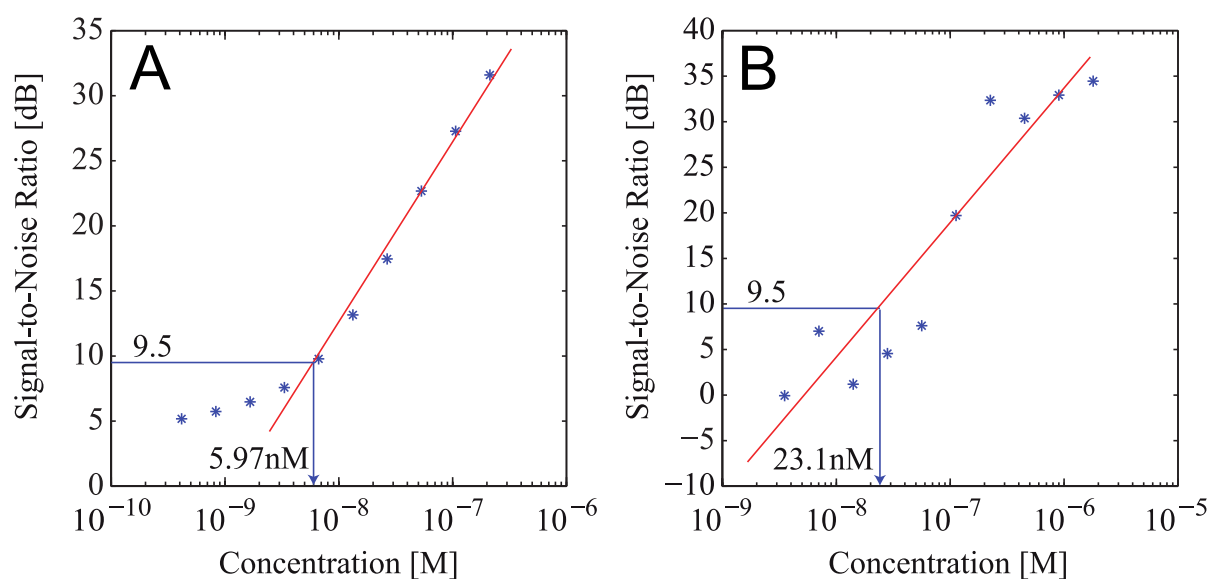 A
Signal-to-Noise Ratio [dB]
35
30
25
20
15
10
5
0
9.5
5.97nM
10⁻¹⁰ 10⁻⁹ 10⁻⁸ 10⁻⁷ 10⁻⁶
Concentration [M]
B
Signal-to-Noise Ratio [dB]
40
35
30
25
20
15
10
5
0
−5
−10
9.5
23.1nM
10⁻⁹ 10⁻⁸ 10⁻⁷ 10⁻⁶ 10⁻⁵
Concentration [M]